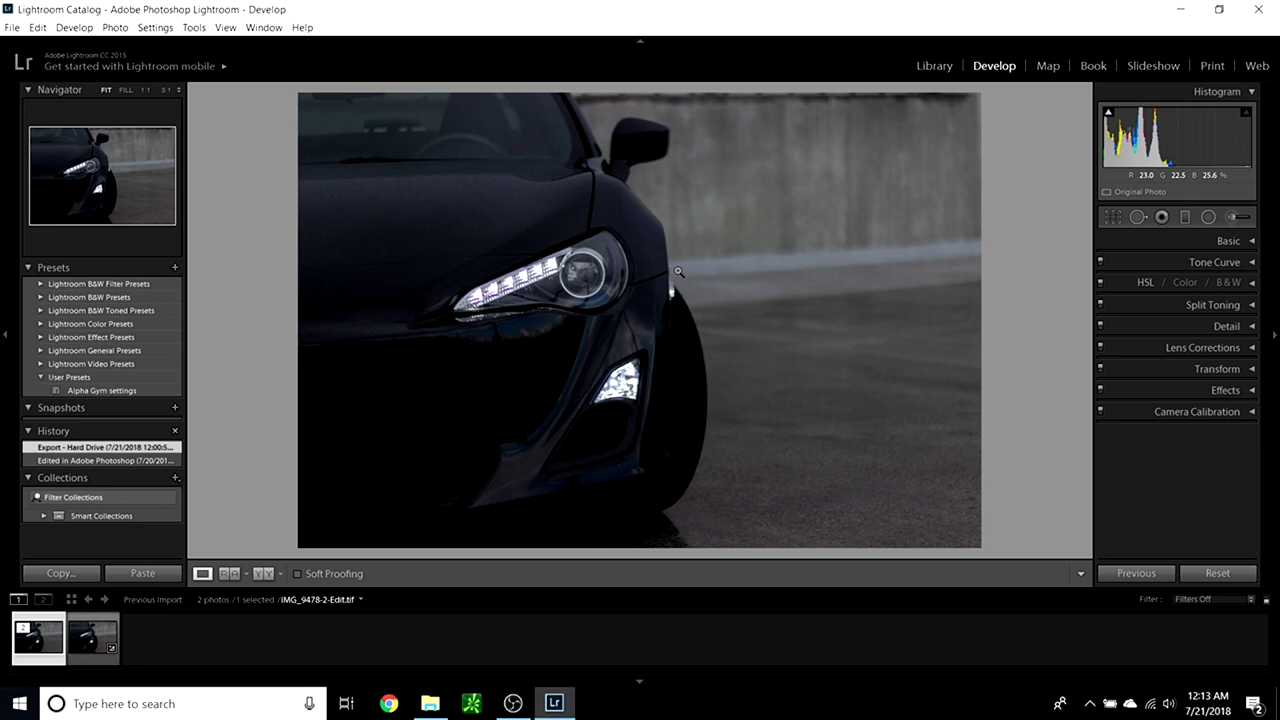 Lightroom Catalog - Adobe Photoshop Lightroom - Develop
File Edit Develop Photo Settings Tools View Window Help
Lr
Adobe Lightroom CC 2015
Get started with Lightroom mobile
Library Develop Map Book Slideshow Print Web
Navigator FIT FILL 1:1 3:1
Histogram
R 23.0 G 22.5 B 25.6 %
Original Photo
Basic
Tone Curve
HSL / Color / B & W
Split Toning
Detail
Lens Corrections
Transform
Effects
Camera Calibration
Presets
Lightroom B&W Filter Presets
Lightroom B&W Presets
Lightroom B&W Toned Presets
Lightroom Color Presets
Lightroom Effect Presets
Lightroom General Presets
Lightroom Video Presets
User Presets
Alpha Gym settings
Snapshots
History
Export - Hard Drive (7/21/2018 12:00:5...
Edited in Adobe Photoshop (7/20/201...
Collections
Filter Collections
Smart Collections
Copy... Paste
Soft Proofing
Previous Reset
1 2 Previous Import 2 photos / 1 selected / IMG_9478-2-Edit.tif
Filter : Filters Off
2
Type here to search
Lr
12:13 AM
7/21/2018
2